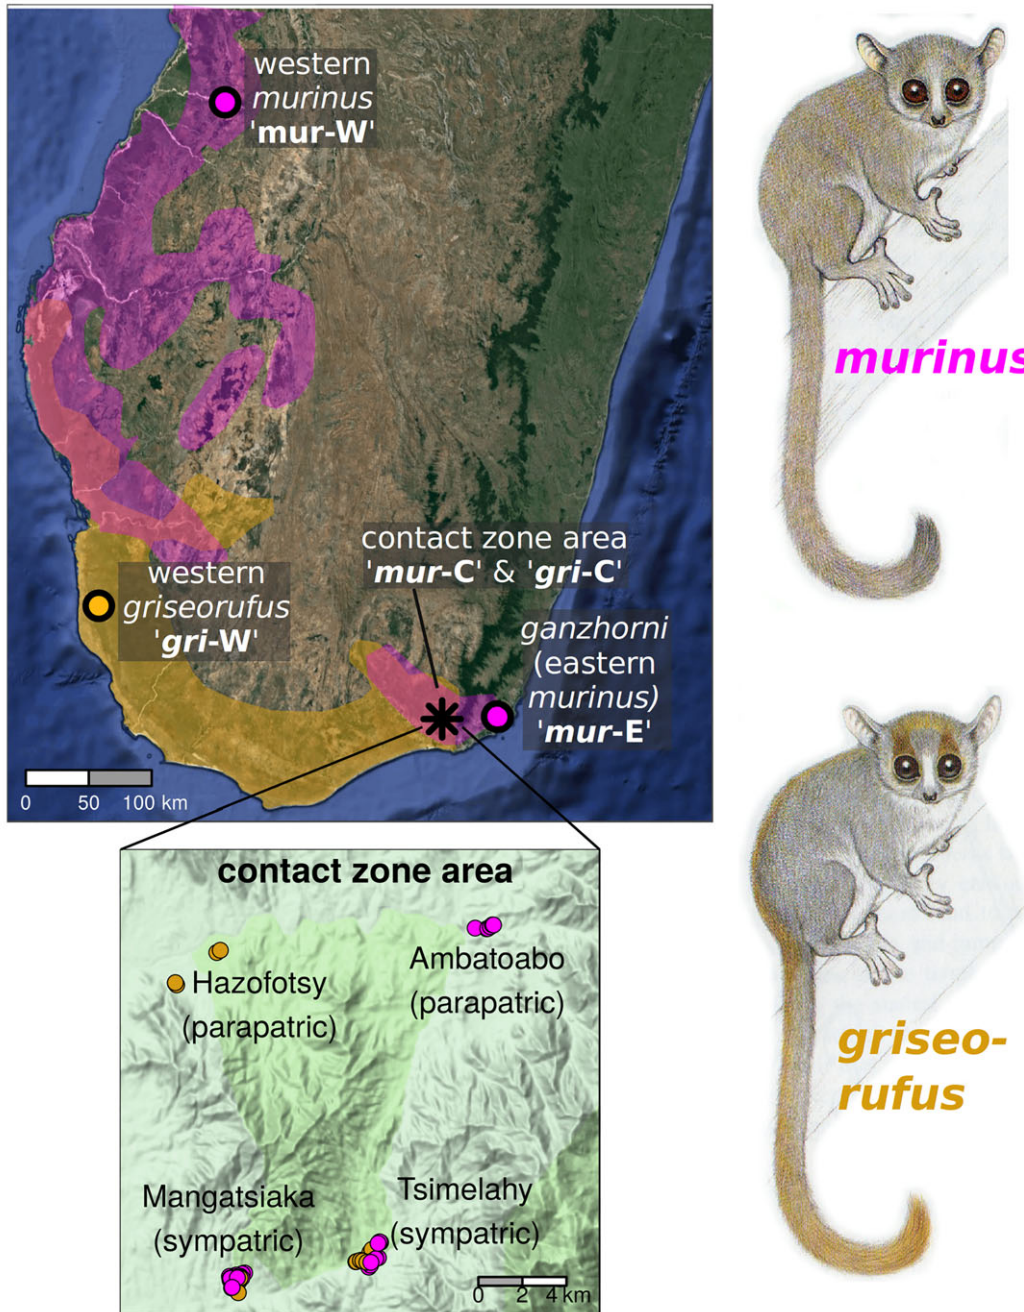 western
murinus
'mur-W'
murinus
contact zone area
'mur-C' & 'gri-C'
western
griseorufus
'gri-W'
ganzhorni
(eastern
murinus)
'mur-E'
0 50 100 km
contact zone area
Ambatoabo
(parapatric)
Hazofotsy
(parapatric)
griseo-
rufus
Mangatsiaka
(sympatric)
Tsimelahy
(sympatric)
0 2 4 km